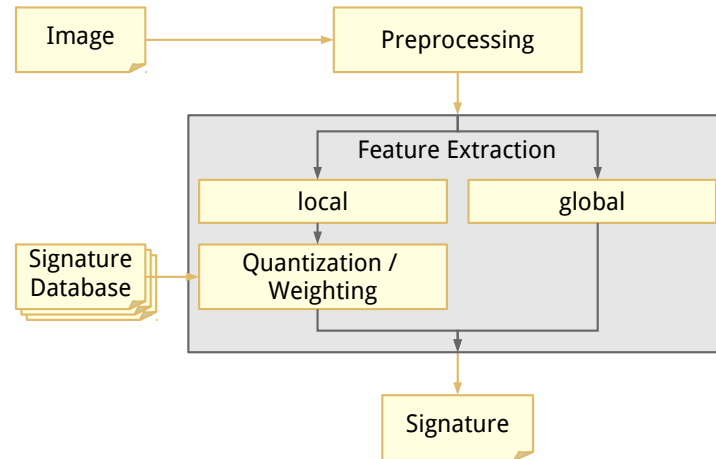 Image
Preprocessing
Feature Extraction
local
global
Signature
Database
Quantization /
Weighting
Signature